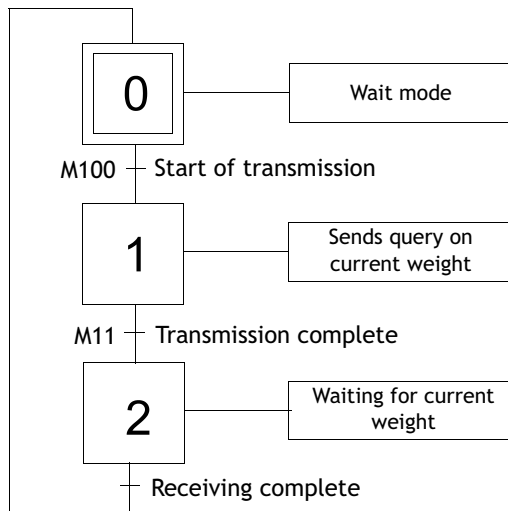 0
Wait mode
M100 Start of transmission
1
Sends query on
current weight
M11 Transmission complete
2
Waiting for current
weight
Receiving complete